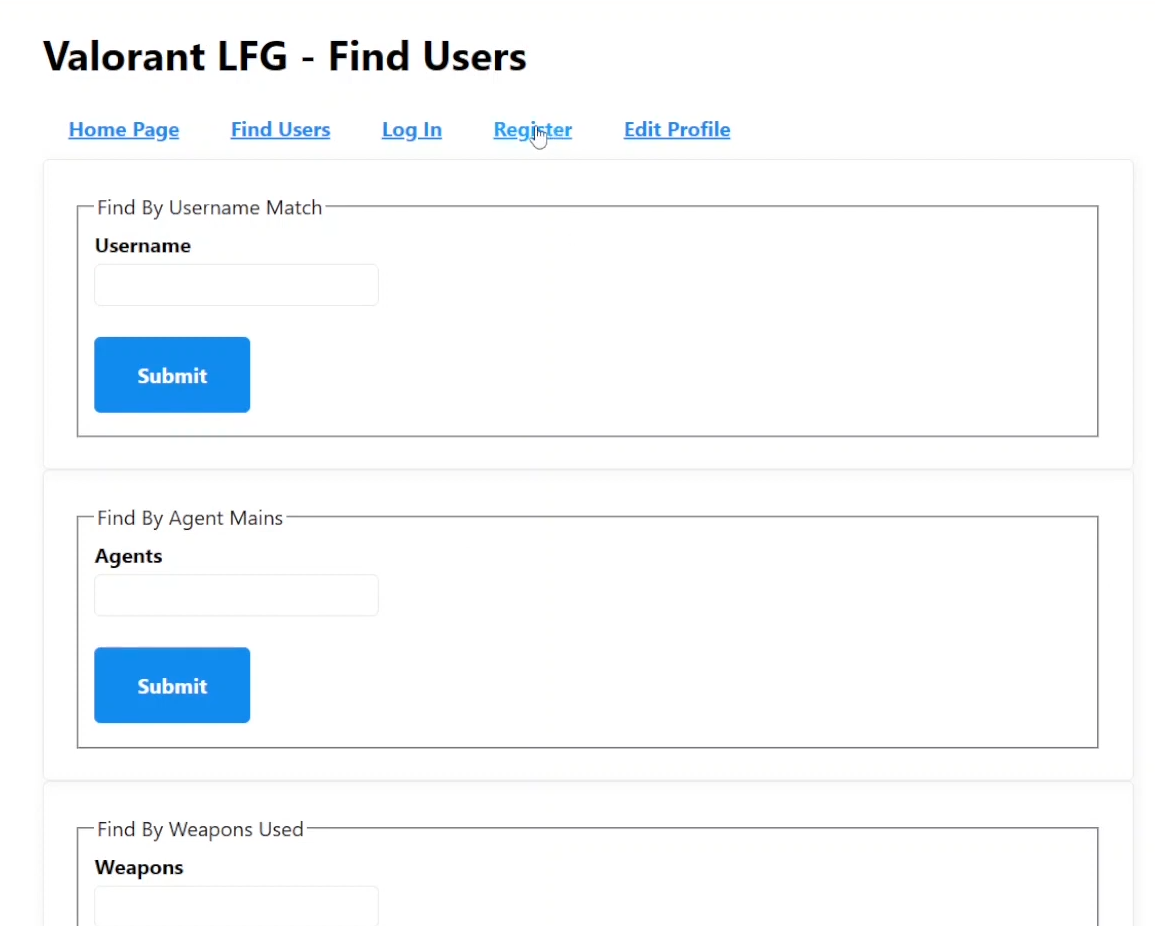 Valorant LFG - Find Users
Home Page Find Users Log In Register Edit Profile
Find By Username Match
Username
Submit
Find By Agent Mains
Agents
Submit
Find By Weapons Used
Weapons